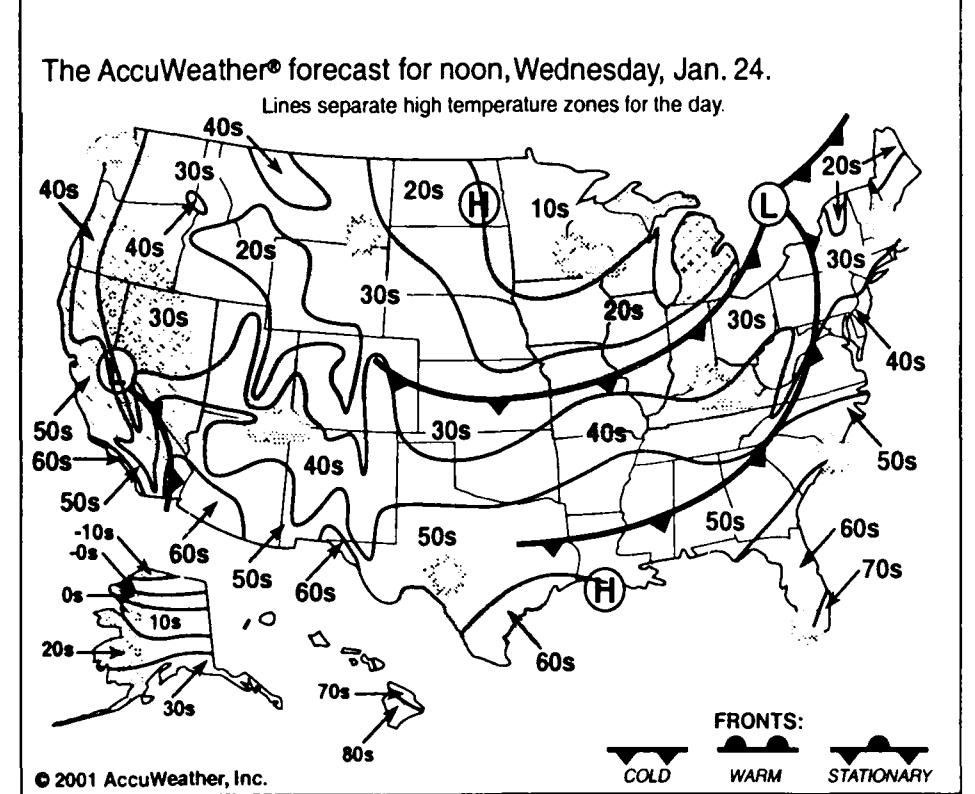 The AccuWeather® forecast for noon, Wednesday, Jan. 24.
Lines separate high temperature zones for the day.
40s
20s
30s
40s
20s
H
10s
L
40s
20s
30s
30s
30s
20s
30s
30s
40s
L
50s
30s
40s
60s
40s
50s
50s
50s
50s
-10s
60s
-0s
60s
50s
60s
70s
0s
H
10s
20s
60s
30s
70s
80s
FRONTS:
COLD WARM STATIONARY
© 2001 AccuWeather, Inc.